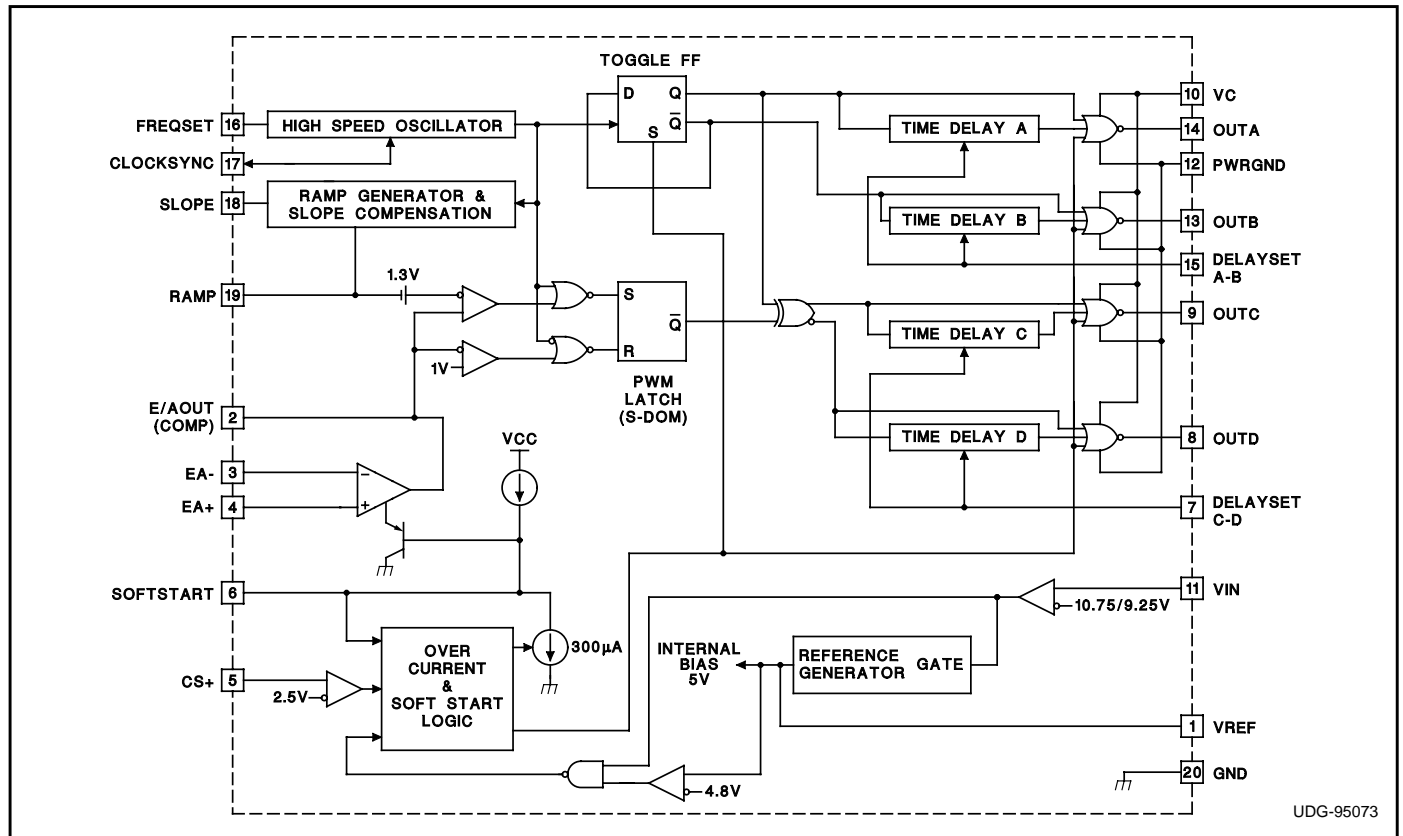 TOGGLE FF
FREQSET
16
HIGH SPEED OSCILLATOR
D
Q
Q
S
10
VC
TIME DELAY A
14
OUTA
CLOCKSYNC
17
12
PWRGND
SLOPE
18
RAMP GENERATOR &
SLOPE COMPENSATION
TIME DELAY B
13
OUTB
15
DELAYSET
A-B
RAMP
19
1.3V
S
Q
R
9
OUTC
TIME DELAY C
1V
PWM
LATCH
(S-DOM)
E/AOUT
(COMP)
2
TIME DELAY D
8
OUTD
VCC
EA-
3
-
EA+
4
+
7
DELAYSET
C-D
SOFTSTART
6
11
VIN
10.75/9.25V
OVER
CURRENT
&
SOFT START
LOGIC
300µA
INTERNAL
BIAS
5V
REFERENCE
GENERATOR
GATE
CS+
5
2.5V
1
VREF
4.8V
20
GND
UDG-95073